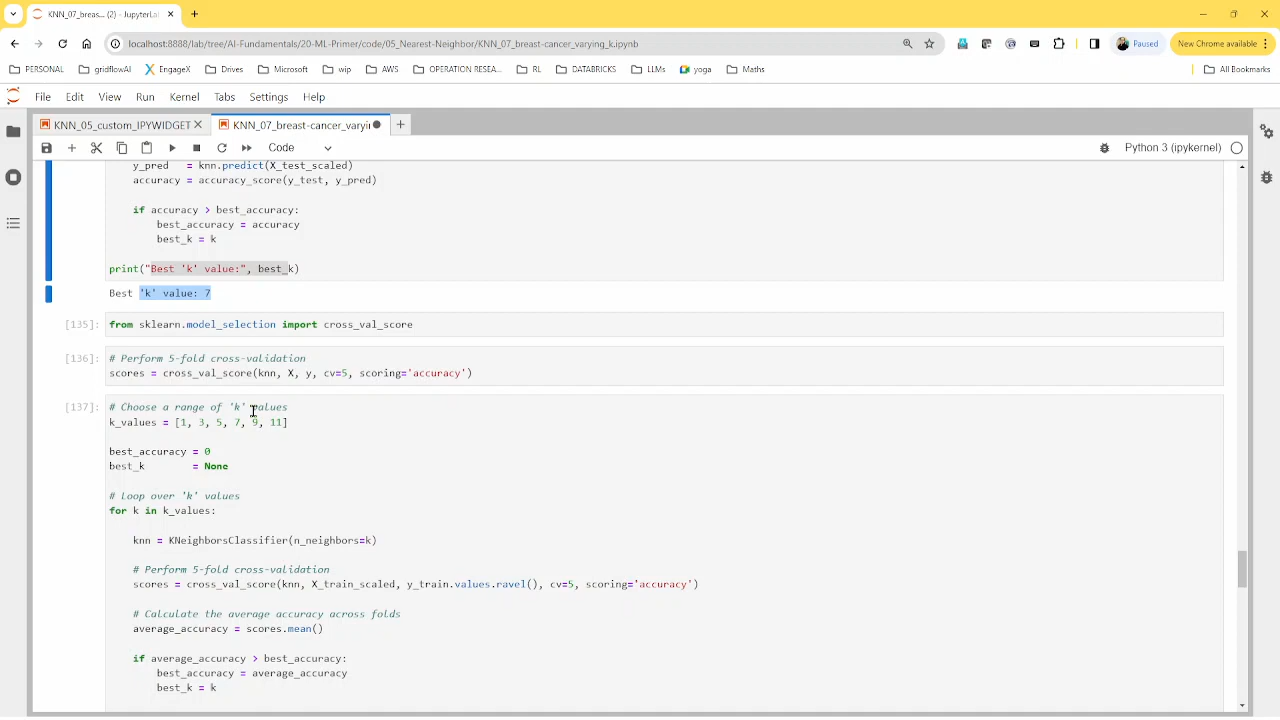 KNN_07_breas... (2) - JupyterLab
localhost:8888/lab/tree/AI-Fundamentals/20-ML-Primer/code/05_Nearest-Neighbor/KNN_07_breast-cancer_varying_k.ipynb
Paused
New Chrome available
PERSONAL
gridflowAI
EngageX
Drives
Microsoft
wip
AWS
OPERATION RESEA...
RL
DATABRICKS
LLMs
yoga
Maths
All Bookmarks
File Edit View Run Kernel Tabs Settings Help
KNN_05_custom_IPYWIDGET
KNN_07_breast-cancer_varyi
Code
Python 3 (ipykernel)
y_pred = knn.predict(X_test_scaled)
accuracy = accuracy_score(y_test, y_pred)
if accuracy > best_accuracy:
best_accuracy = accuracy
best_k = k
print("Best 'k' value:", best_k)
Best 'k' value: 7
[135]: from sklearn.model_selection import cross_val_score
[136]: # Perform 5-fold cross-validation
scores = cross_val_score(knn, X, y, cv=5, scoring='accuracy')
[137]: # Choose a range of 'k' values
k_values = [1, 3, 5, 7, 9, 11]
best_accuracy = 0
best_k = None
# loop over 'k' values
for k in k_values:
knn = KNeighborsClassifier(n_neighbors=k)
# Perform 5-fold cross-validation
scores = cross_val_score(knn, X_train_scaled, y_train.values.ravel(), cv=5, scoring='accuracy')
# Calculate the average accuracy across folds
average_accuracy = scores.mean()
if average_accuracy > best_accuracy:
best_accuracy = average_accuracy
best_k = k